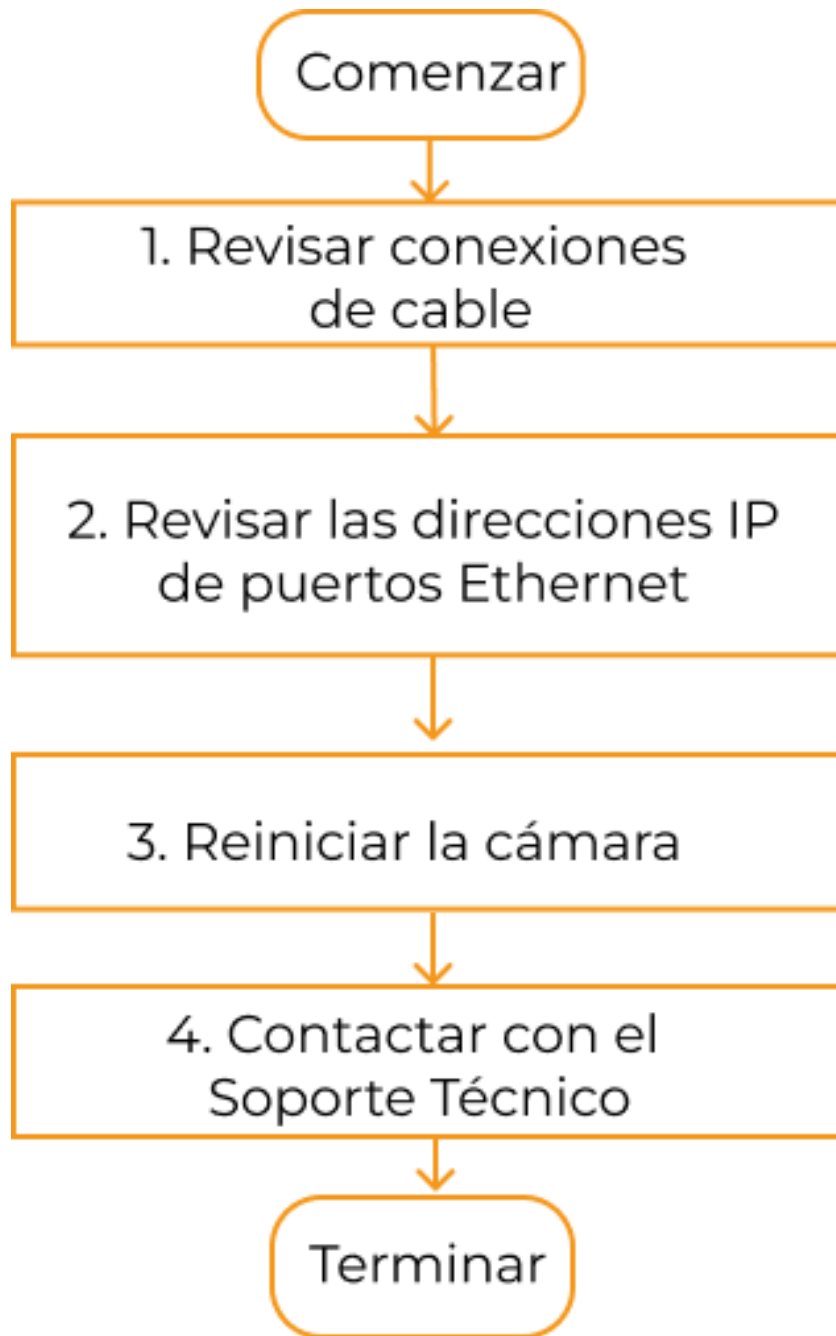 Comenzar
1. Revisar conexiones
de cable
2. Revisar las direcciones IP
de puertos Ethernet
3. Reiniciar la cámara
4. Contactar con el
Soporte Técnico
Terminar